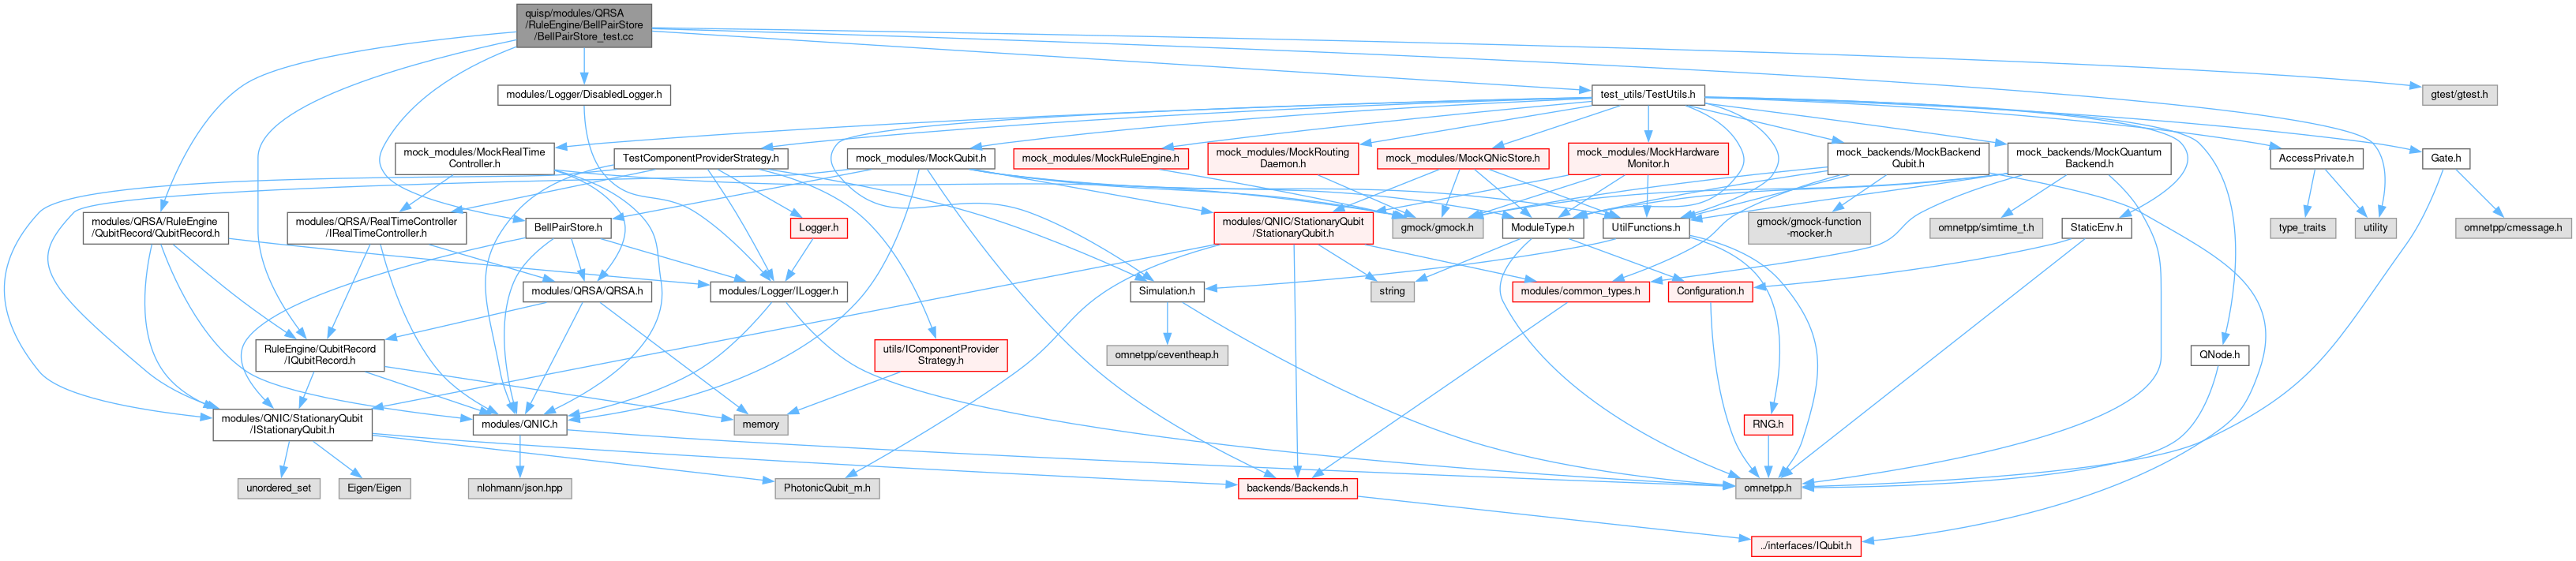 quisp/modules/QRSA
/RuleEngine/BellPairStore
/BellPairStore_test.cc
modules/Logger/DisabledLogger.h
test_utils/TestUtils.h
gtest/gtest.h
mock_modules/MockRealTime
Controller.h
TestComponentProviderStrategy.h
mock_modules/MockQubit.h
mock_modules/MockRuleEngine.h
mock_modules/MockRouting
Daemon.h
mock_modules/MockQNicStore.h
mock_modules/MockHardware
Monitor.h
mock_backends/MockBackend
Qubit.h
mock_backends/MockQuantum
Backend.h
AccessPrivate.h
Gate.h
modules/QRSA/RuleEngine
/QubitRecord/QubitRecord.h
modules/QRSA/RealTimeController
/IRealTimeController.h
BellPairStore.h
Logger.h
modules/QNIC/StationaryQubit
/StationaryQubit.h
gmock/gmock.h
ModuleType.h
UtilFunctions.h
gmock/gmock-function
-mocker.h
omnetpp/simtime_t.h
StaticEnv.h
type_traits
utility
omnetpp/cmessage.h
modules/QRSA/QRSA.h
modules/Logger/ILogger.h
Simulation.h
string
modules/common_types.h
Configuration.h
RuleEngine/QubitRecord
/IQubitRecord.h
utils/IComponentProvider
Strategy.h
omnetpp/ceventheap.h
QNode.h
modules/QNIC/StationaryQubit
/IStationaryQubit.h
modules/QNIC.h
memory
RNG.h
unordered_set
Eigen/Eigen
nlohmann/json.hpp
PhotonicQubit_m.h
backends/Backends.h
omnetpp.h
../interfaces/IQubit.h